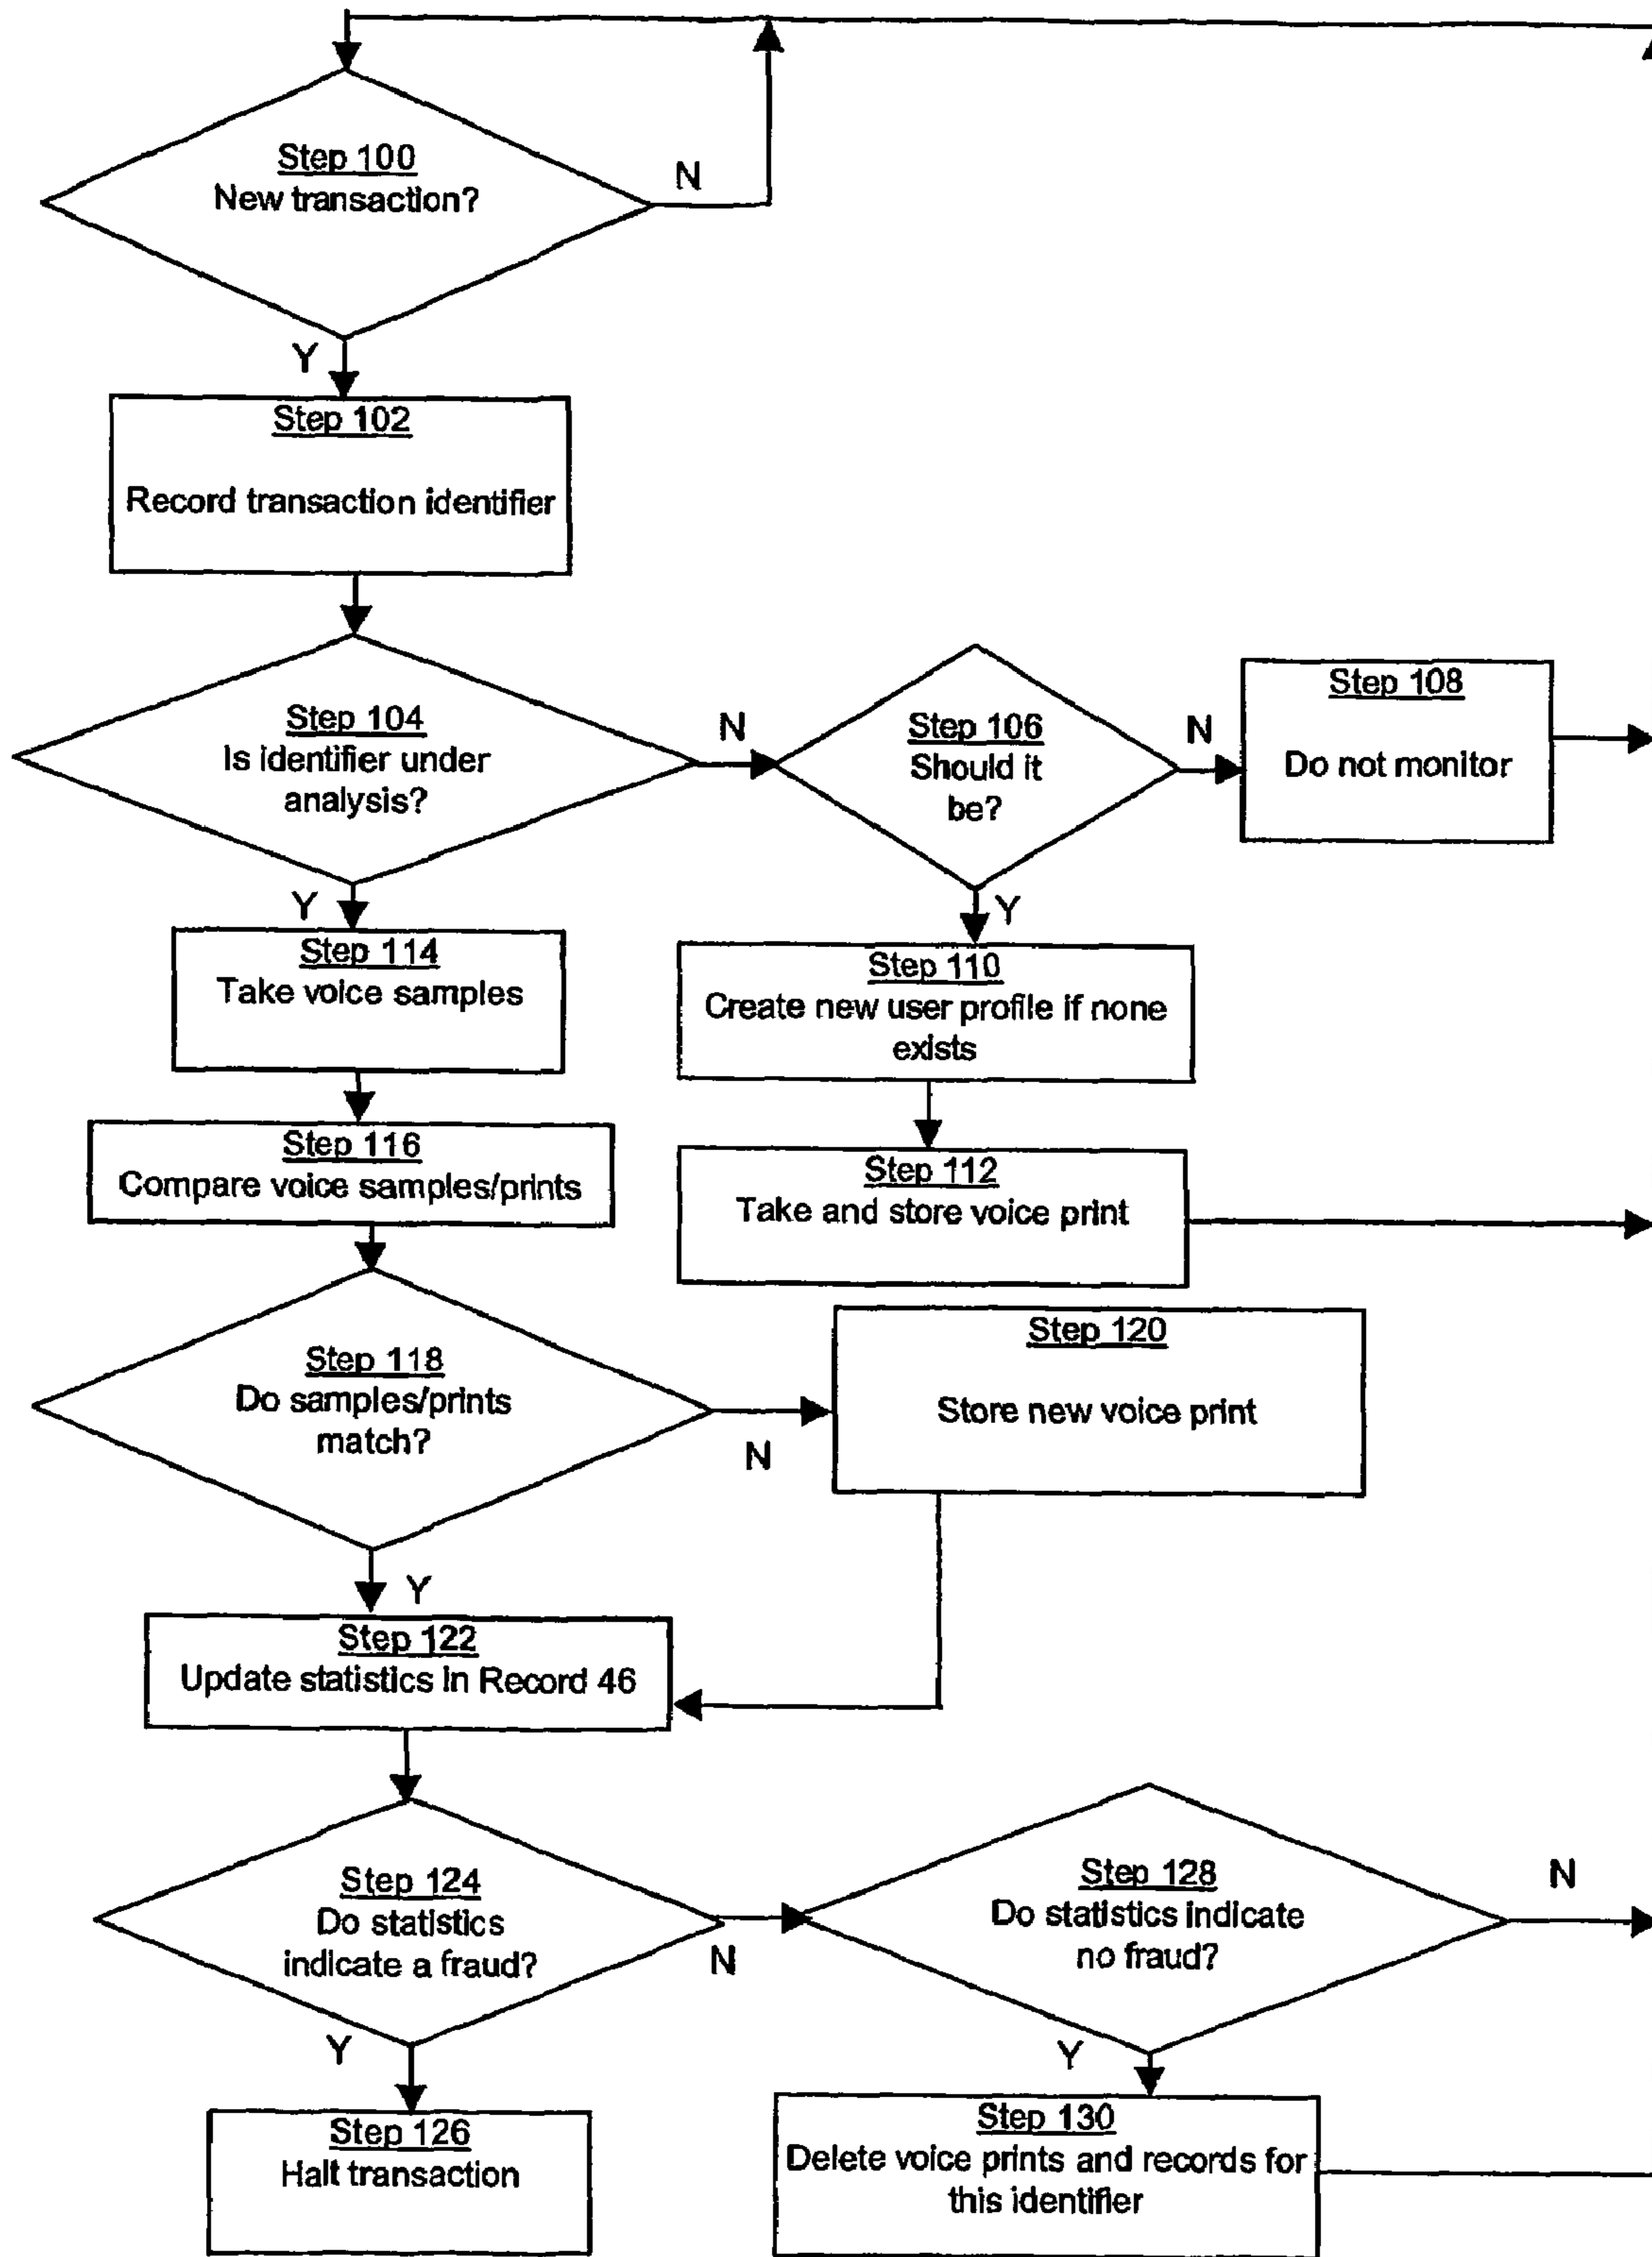 Step 100
New transaction?
N
Y
Step 102
Record transaction identifier
Step 104
Is identifier under
analysis?
N
Step 106
Should it
be?
N
Step 108
Do not monitor
Y
Y
Step 114
Take voice samples
Step 110
Create new user profile if none
exists
Step 116
Compare voice samples/prints
Step 112
Take and store voice print
Step 118
Do samples/prints
match?
N
Step 120
Store new voice print
Y
Step 122
Update statistics in Record 46
Step 124
Do statistics
indicate a fraud?
N
Step 128
Do statistics indicate
no fraud?
N
Y
Y
Step 126
Halt transaction
Step 130
Delete voice prints and records for
this identifier